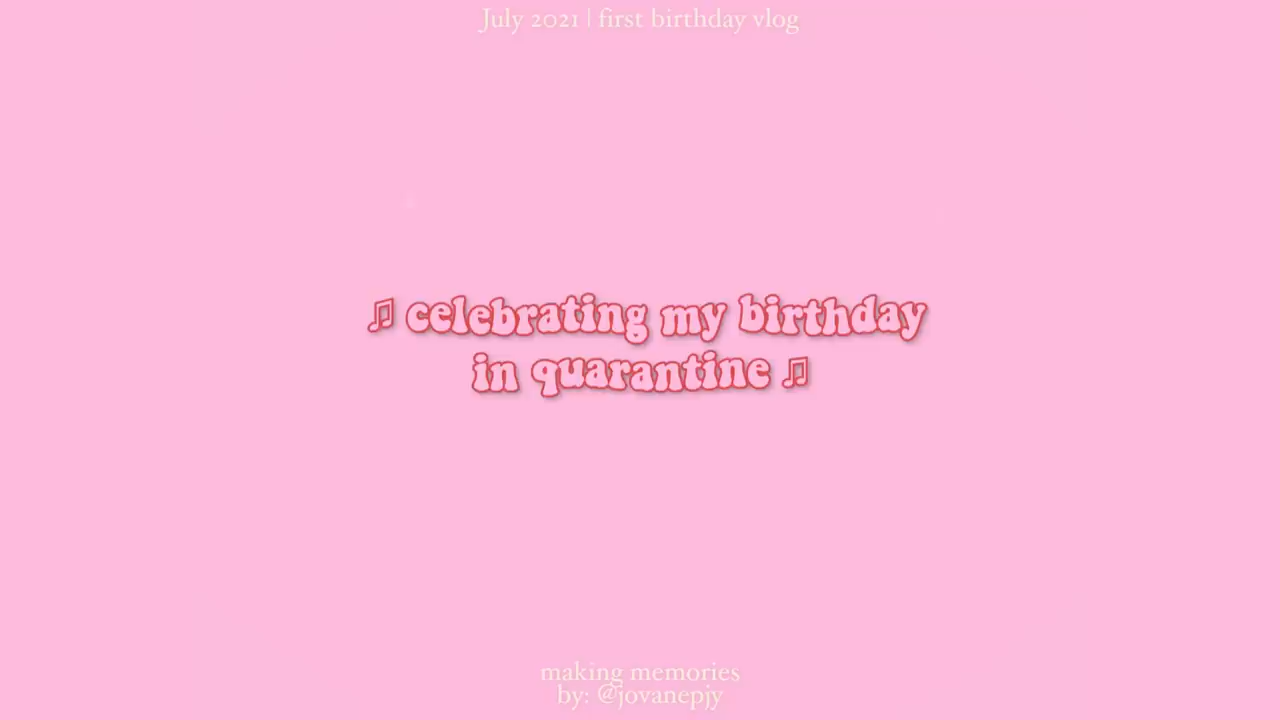 July 2021 | first birthday vlog
♫ celebrating my birthday
in quarantine ♫
making memories
by: @jovanepjy